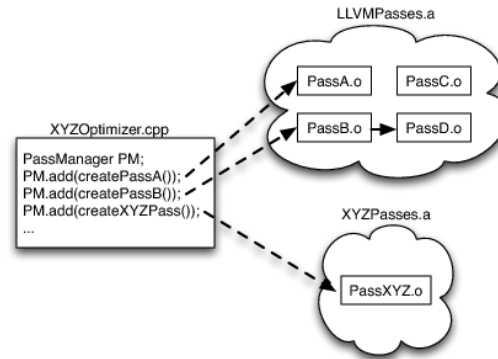 LLVMPasses.a
PassA.o
PassC.o
PassB.o
PassD.o
XYZOptimizer.cpp
PassManager PM;
PM.add(createPassA());
PM.add(createPassB());
PM.add(createXYZPass());
...
XYZPasses.a
PassXYZ.o